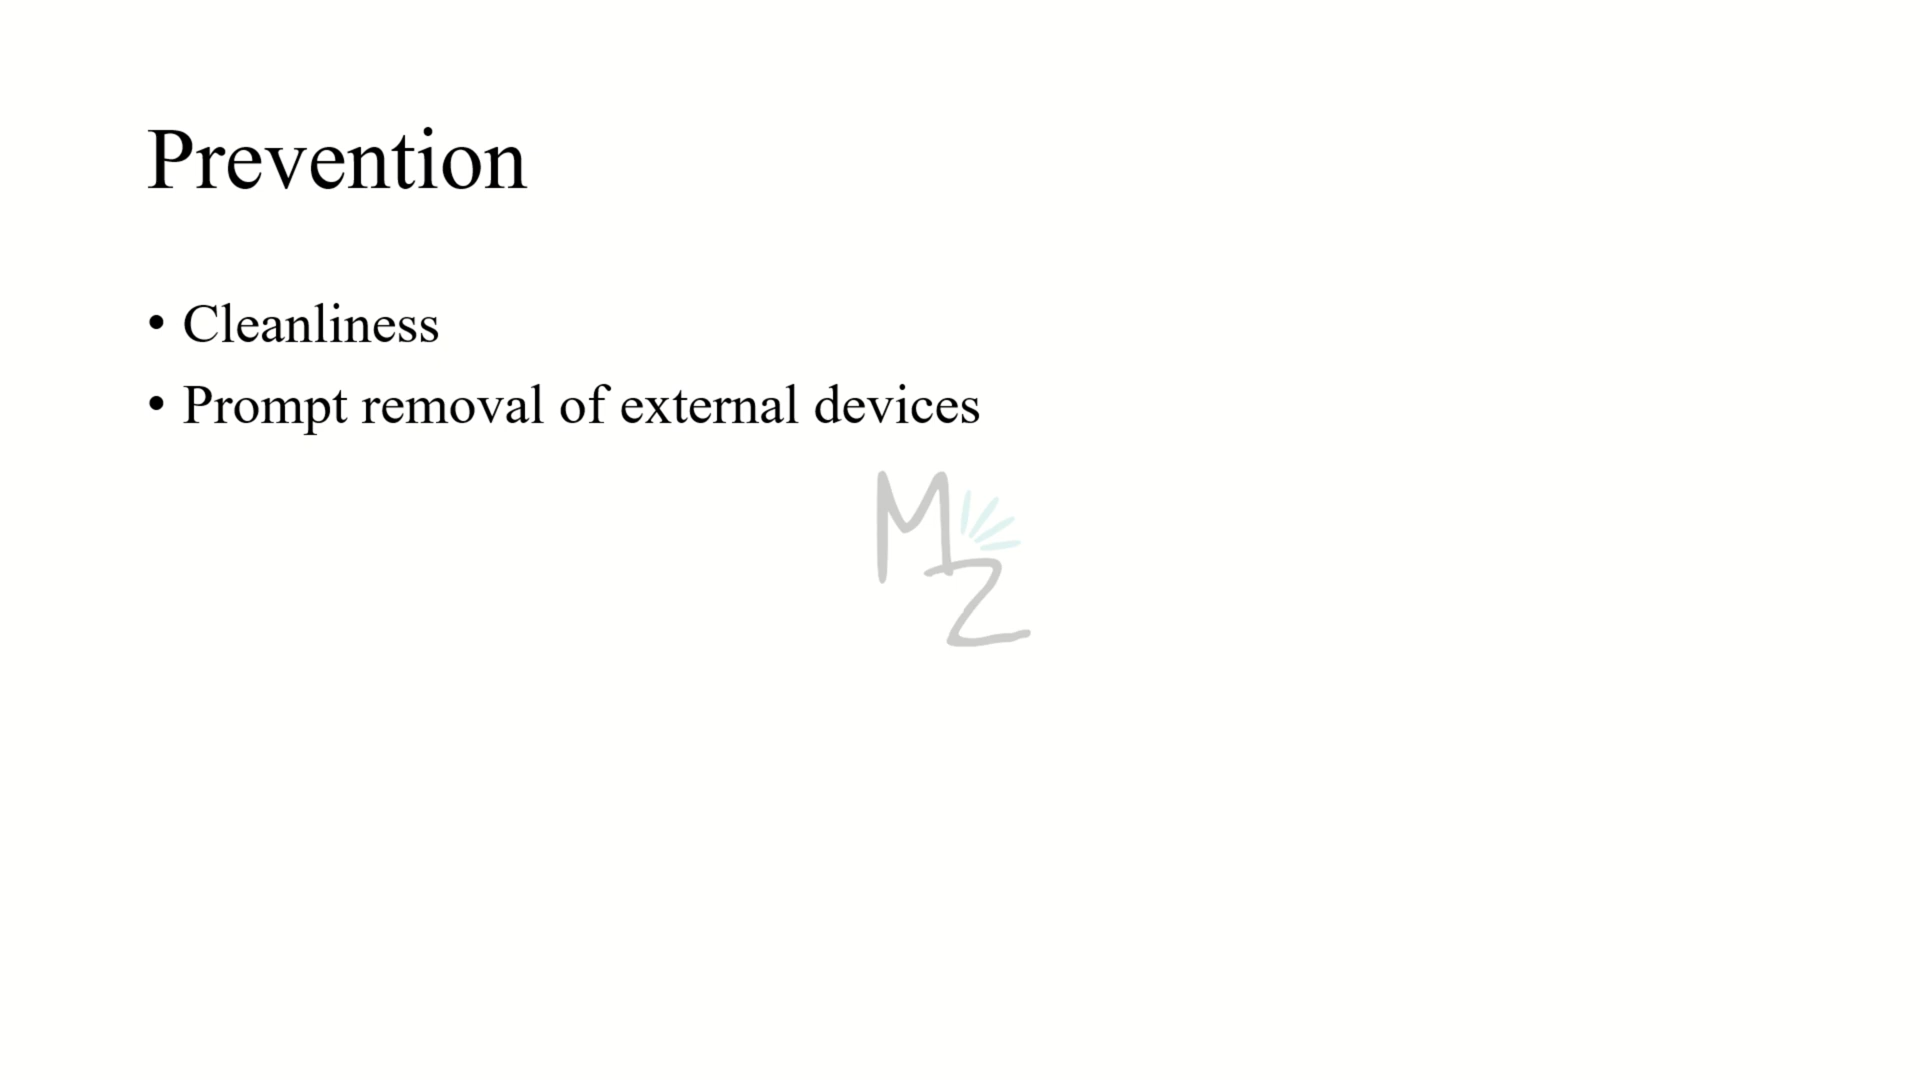 Prevention
• Cleanliness
• Prompt removal of external devices
M
Z